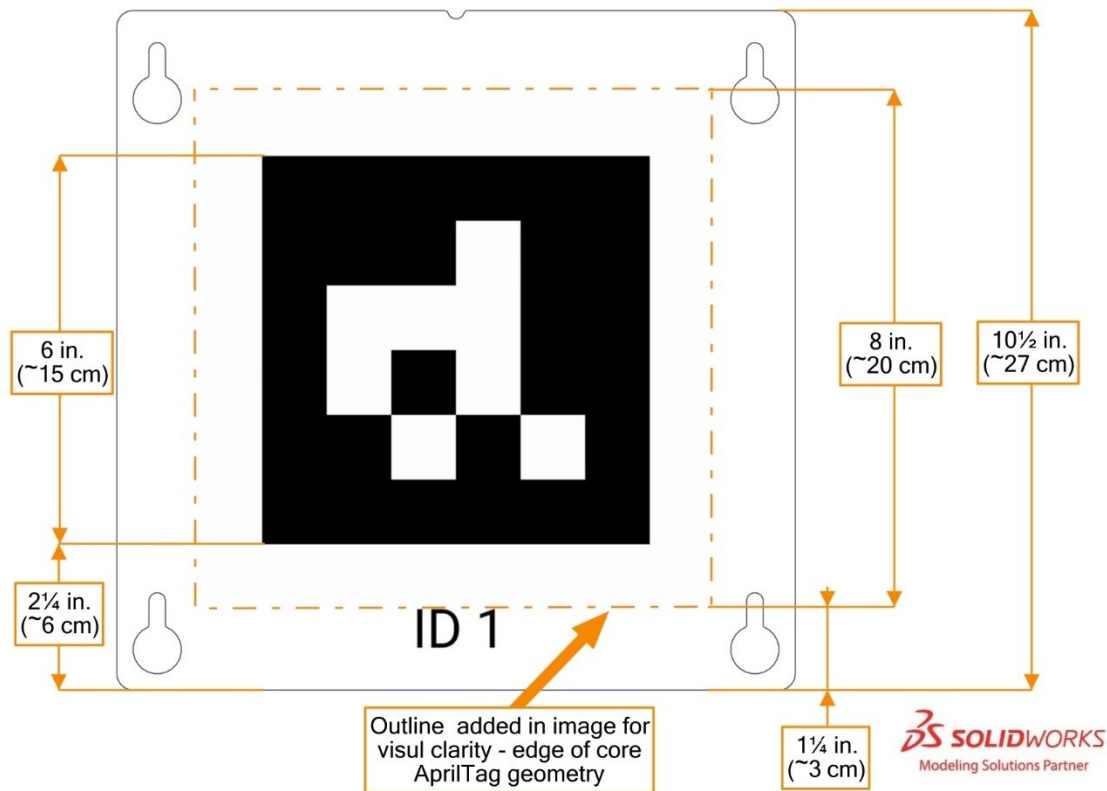 6 in.
(~15 cm)
8 in.
(~20 cm)
10½ in.
(~27 cm)
2¼ in.
(~6 cm)
ID 1
Outline added in image for
visul clarity - edge of core
AprilTag geometry
1¼ in.
(~3 cm)
3S SOLIDWORKS
Modeling Solutions Partner